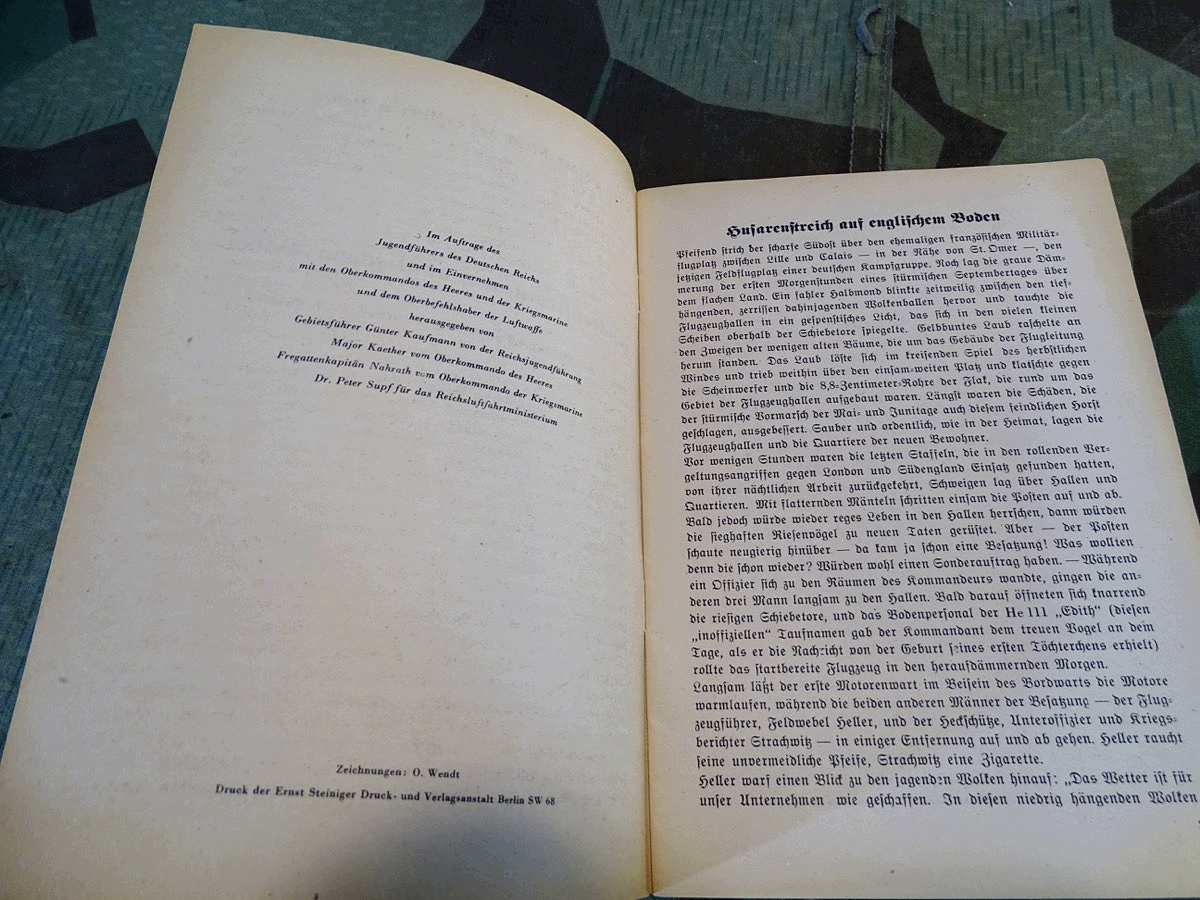 Im Auftrage des
Jugendführers des Deutschen Reichs
und im Einvernehmen
mit den Oberkommandos des Heeres und der Kriegsmarine
und dem Oberbefehlshaber der Luftwaffe
herausgegeben von
Gebietsführer Günter Kaufmann von der Reichsjugendführung
Major Kaether vom Oberkommando des Heeres
Fregattenkapitän Nahrath vom Oberkommando der Kriegsmarine
Dr. Peter Supf für das Reichsluftfahrtministerium
Zeichnungen: O. Wendt
Druck der Ernst Steiniger Druck- und Verlagsanstalt Berlin SW 68
Husarenstreich auf englischem Boden
Pfeifend strich der scharfe Südost über den ehemaligen französischen Militär-
flugplatz zwischen Lille und Calais — in der Nähe von St. Omer —, den
jetzigen Feldflugplatz einer deutschen Kampfgruppe. Noch lag die graue Däm-
merung der ersten Morgenstunden eines stürmischen Septembertages über
dem flachen Land. Ein fahler Halbmond blinkte zeitweilig zwischen den tief-
hängenden, zerrissen dahinjagenden Wolkenballen hervor und tauchte die
Flugzeughallen in ein gespenstisches Licht, das sich in den vielen kleinen
Scheiben oberhalb der Schiebetore spiegelte. Gelbbuntes Laub raschelte an
den Zweigen der wenigen alten Bäume, die um das Gebäude der Flugleitung
herum standen. Das Laub löste sich im kreisenden Spiel des herbstlichen
Windes und trieb weithin über den einsam-weiten Platz und klatschte gegen
die Scheinwerfer und die 8,8-Zentimeter-Rohre der Flak, die rund um das
Gebiet der Flugzeughallen aufgebaut waren. Längst waren die Schäden, die
der stürmische Vormarsch der Mai- und Junitage auch diesem feindlichen Horst
geschlagen, ausgebessert. Sauber und ordentlich, wie in der Heimat, lagen die
Flugzeughallen und die Quartiere der neuen Bewohner.
Vor wenigen Stunden waren die letzten Staffeln, die in den rollenden Ver-
geltungsangriffen gegen London und Südengland Einsatz gefunden hatten,
von ihrer nächtlichen Arbeit zurückgekehrt, Schweigen lag über Hallen und
Quartieren. Mit flatternden Mänteln schritten einsam die Posten auf und ab.
Bald jedoch würde wieder reges Leben in den Hallen herrschen, dann würden
die sieghaften Riesenvögel zu neuen Taten gerüstet. Aber — der Posten
schaute neugierig hinüber — da kam ja schon eine Besatzung! Was wollten
denn die schon wieder? Würden wohl einen Sonderauftrag haben. — Während
ein Offizier sich zu den Räumen des Kommandeurs wandte, gingen die an-
deren drei Mann langsam zu den Hallen. Bald darauf öffneten sich knarrend
die riesigen Schiebetore, und das Bodenpersonal der He 111 „Edith“ (diesen
„inoffiziellen“ Taufnamen gab der Kommandant dem treuen Vogel an dem
Tage, als er die Nachricht von der Geburt seines ersten Töchterchens erhielt)
rollte das startbereite Flugzeug in den heraufdämmernden Morgen.
Langsam läßt der erste Motorenwart im Beisein des Bordwarts die Motore
warmlaufen, während die beiden anderen Männer der Besatzung — der Flug-
zeugführer, Feldwebel Heller, und der Heckschütze, Unteroffizier und Kriegs-
berichter Strachwitz — in einiger Entfernung auf und ab gehen. Heller raucht
seine unvermeidliche Pfeife, Strachwitz eine Zigarette.
Heller warf einen Blick zu den jagenden Wolken hinauf: „Das Wetter ist für
unser Unternehmen wie geschaffen. In diesen niedrig hängenden Wolken